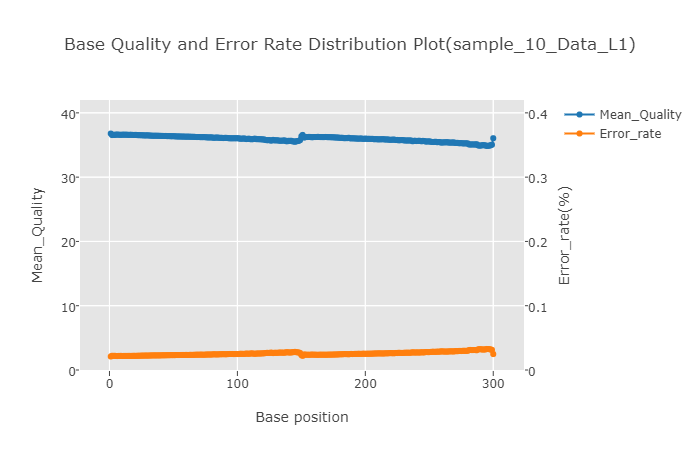 Base Quality and Error Rate Distribution Plot(sample_10_Data_L1)
Mean_Quality
Error_rate
40
30
20
10
0
0.4
0.3
0.2
0.1
0
Mean_Quality
Error_rate(%)
0 100 200 300
Base position